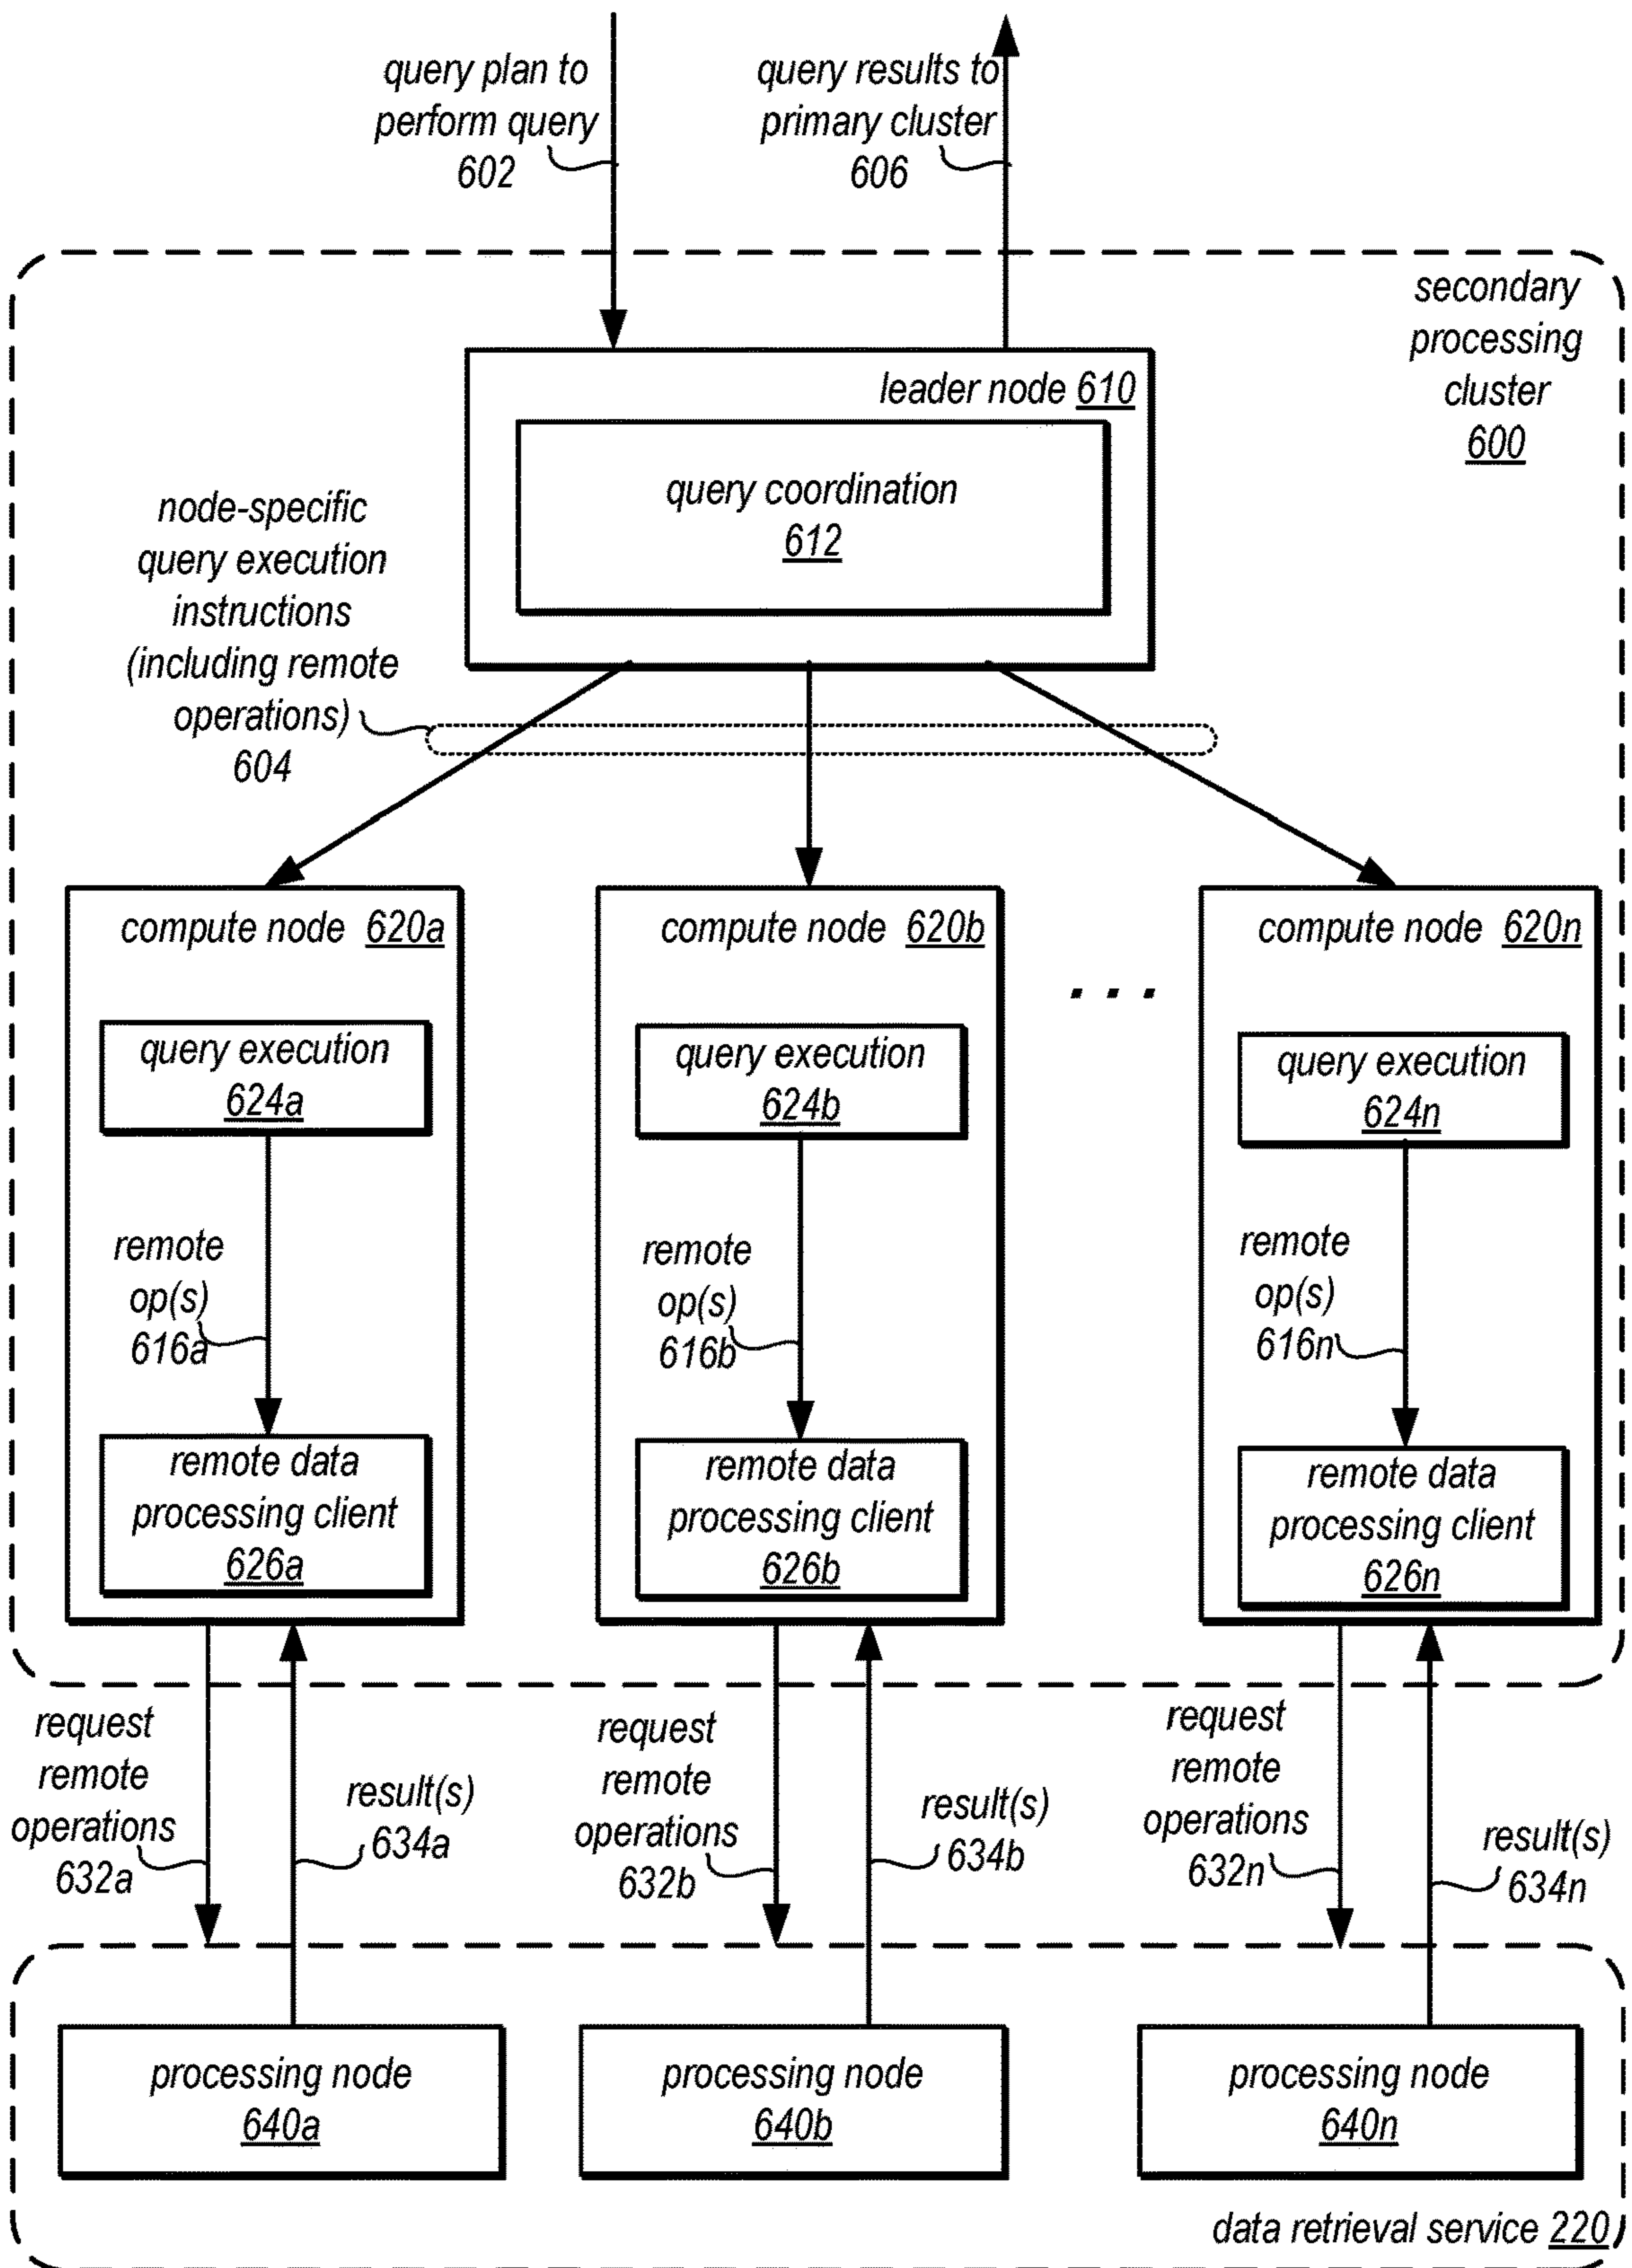 query plan to
perform query
602
query results to
primary cluster
606
secondary
processing
cluster
600
leader node 610
query coordination
612
node-specific
query execution
instructions
(including remote
operations)
604
compute node 620a
query execution
624a
remote
op(s)
616a
remote data
processing client
626a
compute node 620b
query execution
624b
remote
op(s)
616b
remote data
processing client
626b
. . .
compute node 620n
query execution
624n
remote
op(s)
616n
remote data
processing client
626n
request
remote
operations
632a
result(s)
634a
request
remote
operations
632b
result(s)
634b
request
remote
operations
632n
result(s)
634n
processing node
640a
processing node
640b
processing node
640n
data retrieval service 220